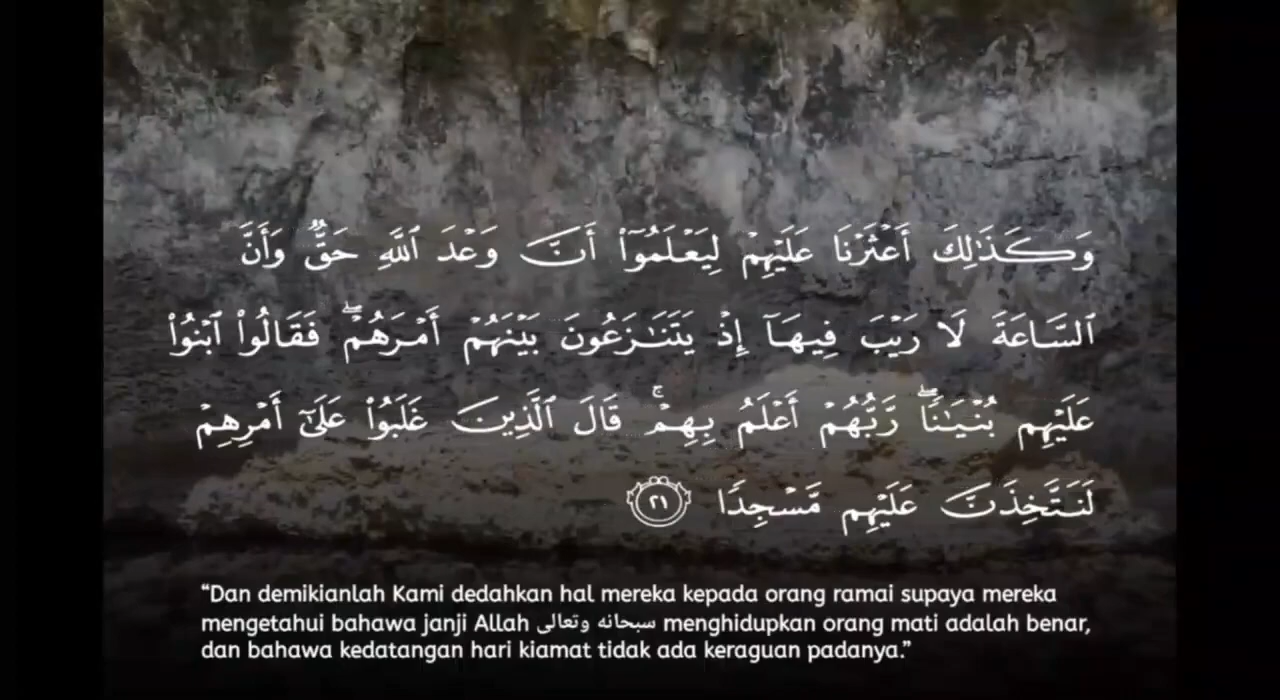 وَكَذَٰلِكَ أَعْثَرْنَا عَلَيْهِمْ لِيَعْلَمُوٓا۟ أَنَّ وَعْدَ ٱللَّهِ حَقٌّ وَأَنَّ
ٱلسَّاعَةَ لَا رَيْبَ فِيهَآ إِذْ يَتَنَـٰزَعُونَ بَيْنَهُمْ أَمْرَهُمْ ۖ فَقَالُوا۟ ٱبْنُوا۟
عَلَيْهِم بُنْيَـٰنًا ۖ رَّبُّهُمْ أَعْلَمُ بِهِمْ ۚ قَالَ ٱلَّذِينَ غَلَبُوا۟ عَلَىٰٓ أَمْرِهِمْ
لَنَتَّخِذَنَّ عَلَيْهِم مَّسْجِدًا ٢١
“Dan demikianlah Kami dedahkan hal mereka kepada orang ramai supaya mereka
mengetahui bahawa janji Allah سبحانه وتعالى menghidupkan orang mati adalah benar,
dan bahawa kedatangan hari kiamat tidak ada keraguan padanya.”